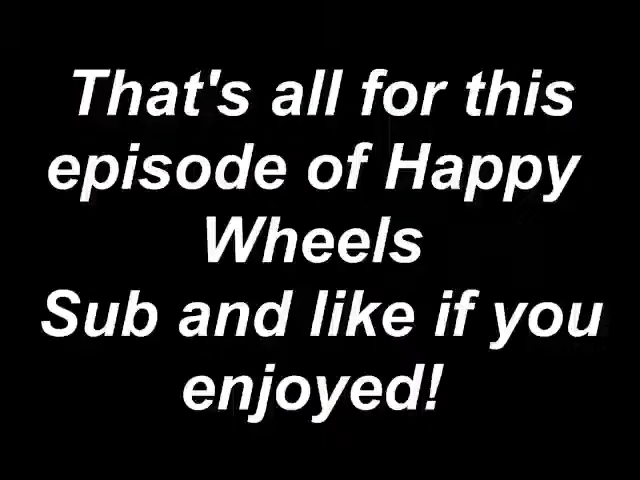 That's all for this
episode of Happy
Wheels
Sub and like if you
enjoyed!